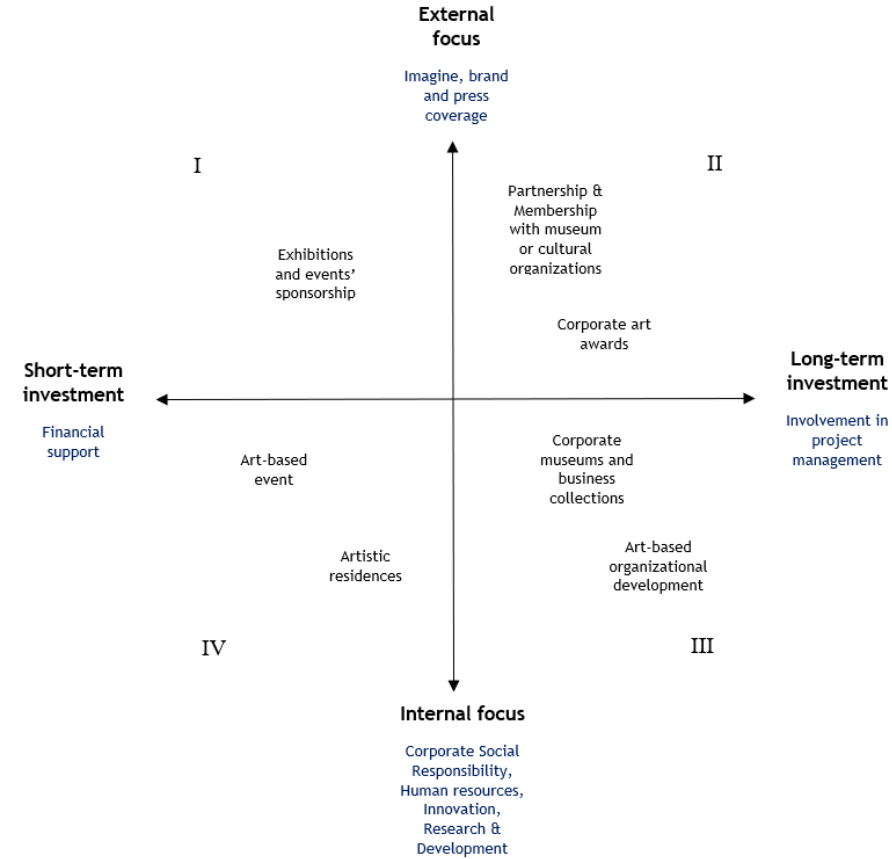 External
focus
Imagine, brand
and press
coverage
I
II
Partnership &
Membership
with museum
or cultural
organizations
Exhibitions
and events’
sponsorship
Corporate art
awards
Short-term
investment
Financial
support
Long-term
investment
Involvement in
project
management
Art-based
event
Corporate
museums and
business
collections
Artistic
residences
Art-based
organizational
development
IV
III
Internal focus
Corporate Social
Responsibility,
Human resources,
Innovation,
Research &
Development